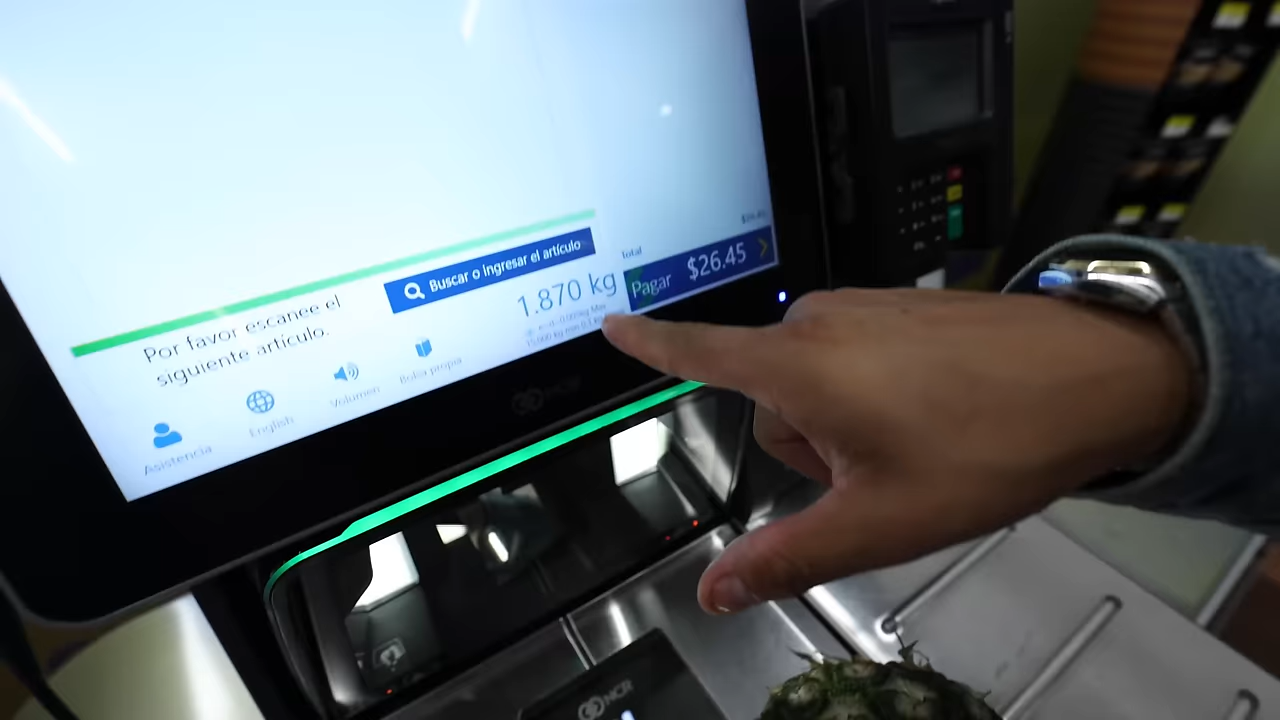 Total
Pagar $26.45
Buscar o ingresar el artículo
1.870 kg
Por favor escanee el
siguiente artículo.
Bolsa propia
Volumen
English
Asistencia
NCR
NCR